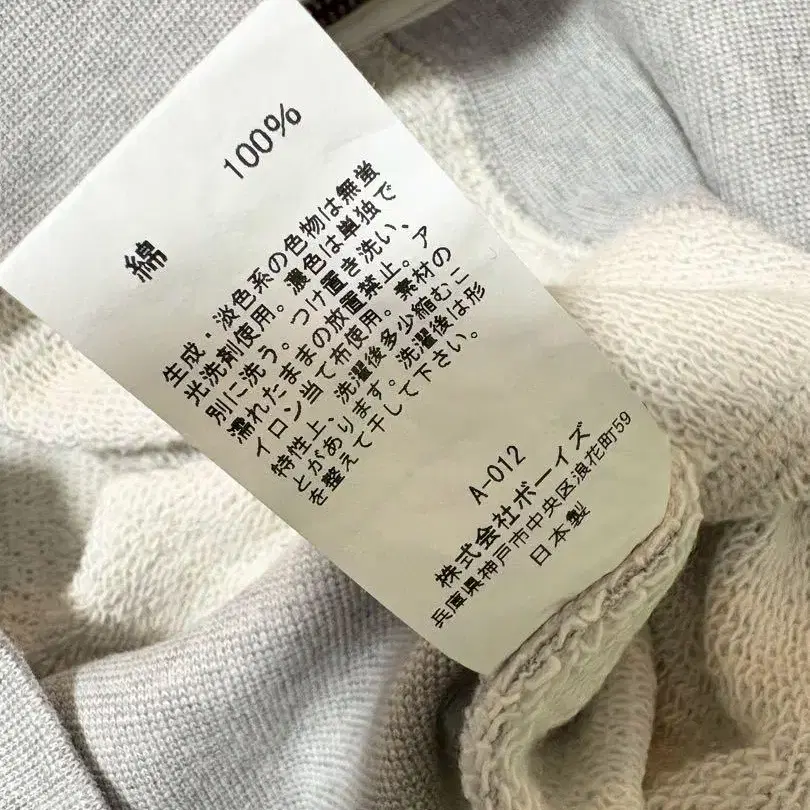 綿
100%
生成・淡色系の色物は無蛍
光洗剤使用。濃色は単独で
別に洗う。つけ置き洗い、
濡れたままの放置禁止。ア
イロン当て布使用。素材の
特性上、洗濯後多少縮むこ
とがあります。洗濯後は形
を整えて干して下さい。
A-012
株式会社ボーイズ
兵庫県神戸市中央区浪花町59
日本製